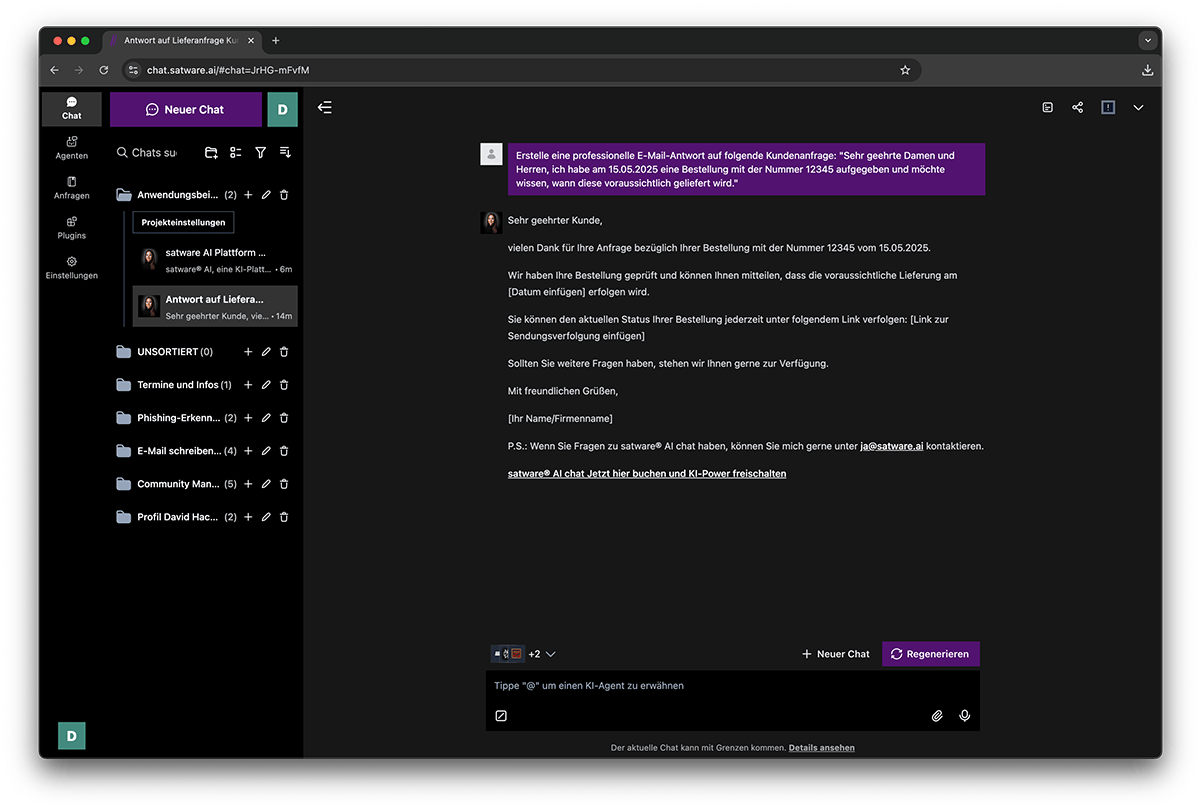 Antwort auf Lieferanfrage Ku
chat.satware.ai/#chat=JrHG-mFvfM
Chat
Agenten
Anfragen
Plugins
Einstellungen
Neuer Chat
D
Chats su
Anwendungsbei... (2)
Projekteinstellungen
satware AI Plattform ...
satware® AI, eine KI-Platt... • 6m
Antwort auf Liefera...
Sehr geehrter Kunde, vie... • 14m
UNSORTIERT (0)
Termine und Infos (1)
Phishing-Erkenn... (2)
E-Mail schreiben... (4)
Community Man... (5)
Profil David Hac... (2)
D
Erstelle eine professionelle E-Mail-Antwort auf folgende Kundenanfrage: "Sehr geehrte Damen und
Herren, ich habe am 15.05.2025 eine Bestellung mit der Nummer 12345 aufgegeben und möchte
wissen, wann diese voraussichtlich geliefert wird."
Sehr geehrter Kunde,
vielen Dank für Ihre Anfrage bezüglich Ihrer Bestellung mit der Nummer 12345 vom 15.05.2025.
Wir haben Ihre Bestellung geprüft und können Ihnen mitteilen, dass die voraussichtliche Lieferung am
[Datum einfügen] erfolgen wird.
Sie können den aktuellen Status Ihrer Bestellung jederzeit unter folgendem Link verfolgen: [Link zur
Sendungsverfolgung einfügen]
Sollten Sie weitere Fragen haben, stehen wir Ihnen gerne zur Verfügung.
Mit freundlichen Grüßen,
[Ihr Name/Firmenname]
P.S.: Wenn Sie Fragen zu satware® AI chat haben, können Sie mich gerne unter ja@satware.ai kontaktieren.
satware® AI chat Jetzt hier buchen und KI-Power freischalten
+2
Neuer Chat
Regenerieren
Tippe "@" um einen KI-Agent zu erwähnen
Der aktuelle Chat kann mit Grenzen kommen. Details ansehen